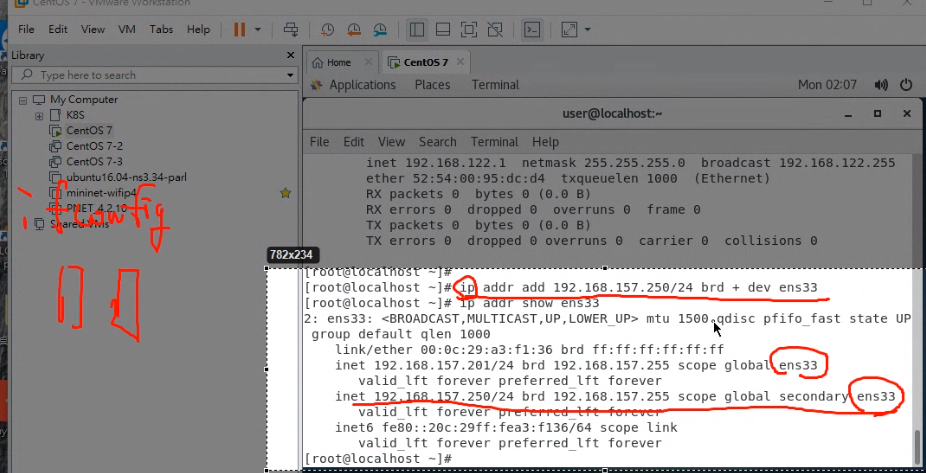 CentOS 7 - VMware Workstation
File Edit View VM Tabs Help
Library
Type here to search
My Computer
K8S
CentOS 7
CentOS 7-2
CentOS 7-3
ubuntu16.04-ns3.34-parl
mininet-wifip4
PNET_4.2.10
Shared VMs
ifconfig
Home
CentOS 7
Applications Places Terminal
Mon 02:07
user@localhost:~
File Edit View Search Terminal Help
inet 192.168.122.1 netmask 255.255.255.0 broadcast 192.168.122.255
ether 52:54:00:95:dc:d4 txqueuelen 1000 (Ethernet)
RX packets 0 bytes 0 (0.0 B)
RX errors 0 dropped 0 overruns 0 frame 0
TX packets 0 bytes 0 (0.0 B)
TX errors 0 dropped 0 overruns 0 carrier 0 collisions 0
782x234
[root@localhost ~]#
[root@localhost ~]# ip addr add 192.168.157.250/24 brd + dev ens33
[root@localhost ~]# ip addr show ens33
2: ens33: <BROADCAST,MULTICAST,UP,LOWER_UP> mtu 1500 qdisc pfifo_fast state UP
group default qlen 1000
link/ether 00:0c:29:a3:f1:36 brd ff:ff:ff:ff:ff:ff
inet 192.168.157.201/24 brd 192.168.157.255 scope global ens33
valid_lft forever preferred_lft forever
inet 192.168.157.250/24 brd 192.168.157.255 scope global secondary ens33
valid_lft forever preferred_lft forever
inet6 fe80::20c:29ff:fea3:f136/64 scope link
valid_lft forever preferred_lft forever
[root@localhost ~]#